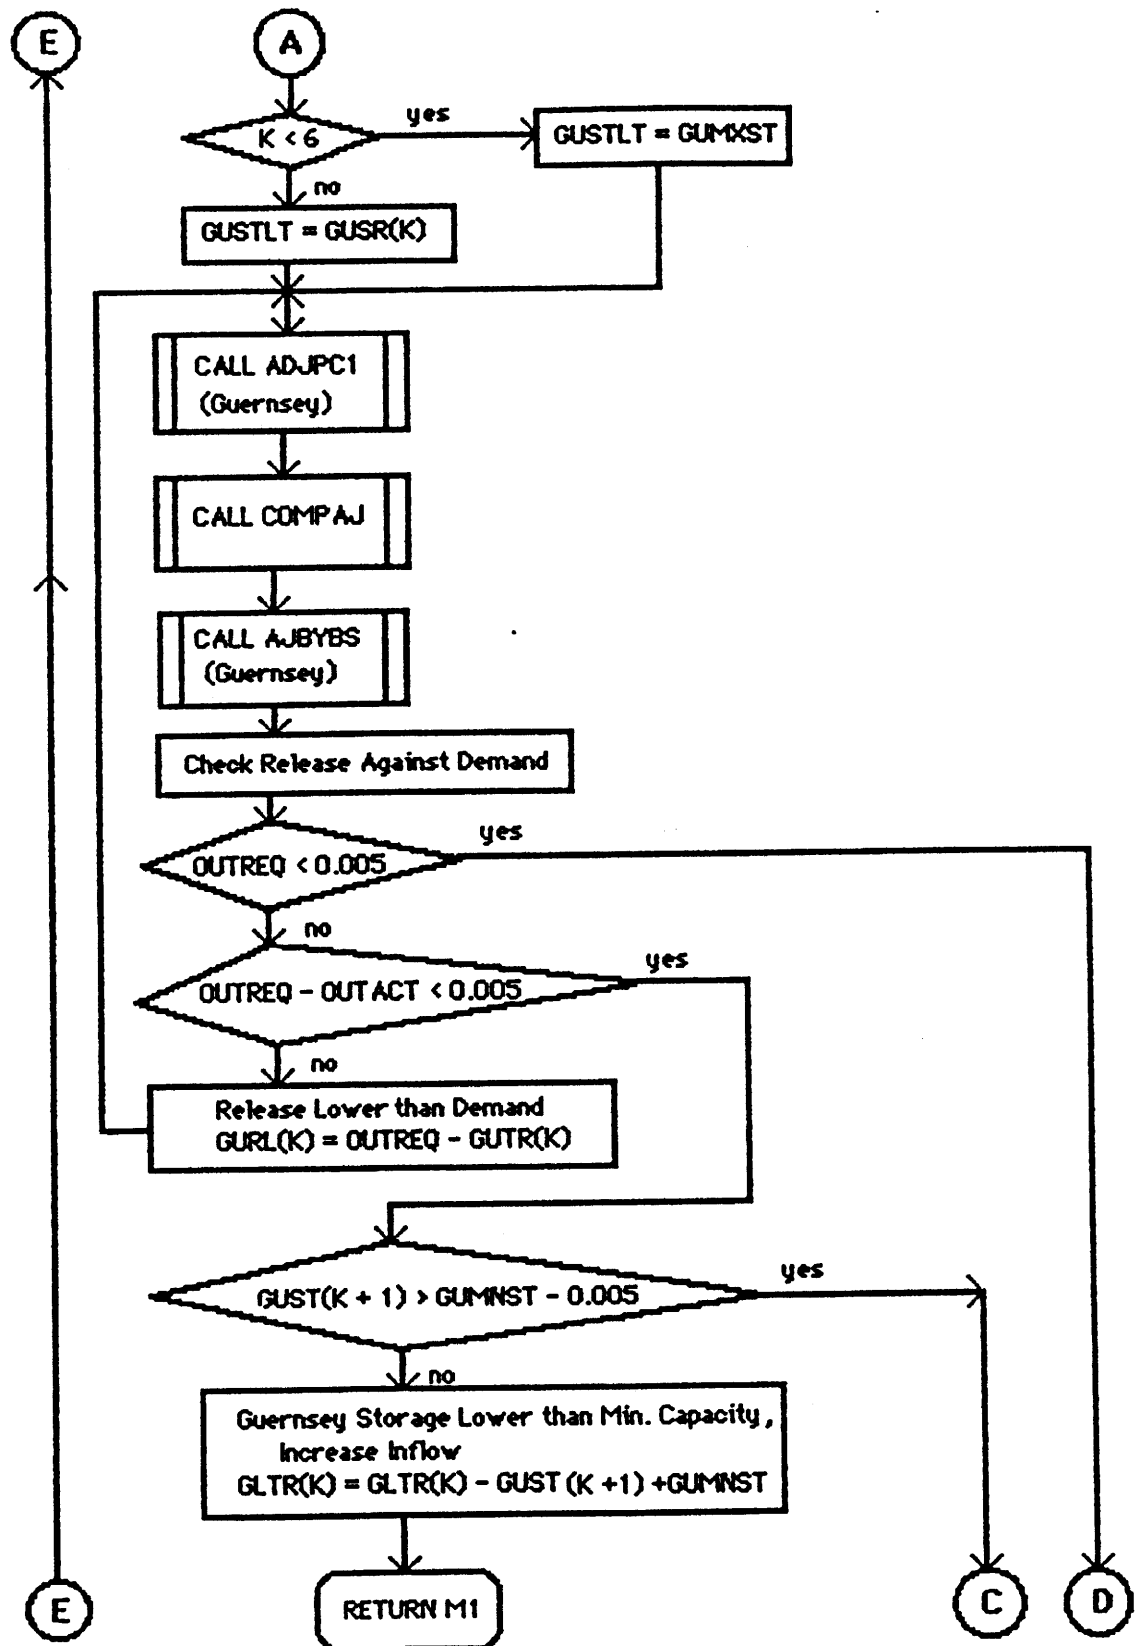 E
A
K < 6
yes
GUSTLT = GUMXST
no
GUSTLT = GUSR(K)
CALL ADJPC1
(Guernsey)
CALL COMPAJ
CALL AJBYBS
(Guernsey)
Check Release Against Demand
OUTREQ < 0.005
yes
no
OUTREQ - OUTACT < 0.005
yes
no
Release Lower than Demand
GURL(K) = OUTREQ - GUTR(K)
GUST(K + 1) > GUMNST - 0.005
yes
no
Guernsey Storage Lower than Min. Capacity,
Increase Inflow
GLTR(K) = GLTR(K) - GUST (K +1) +GUMNST
E
RETURN M1
C
D